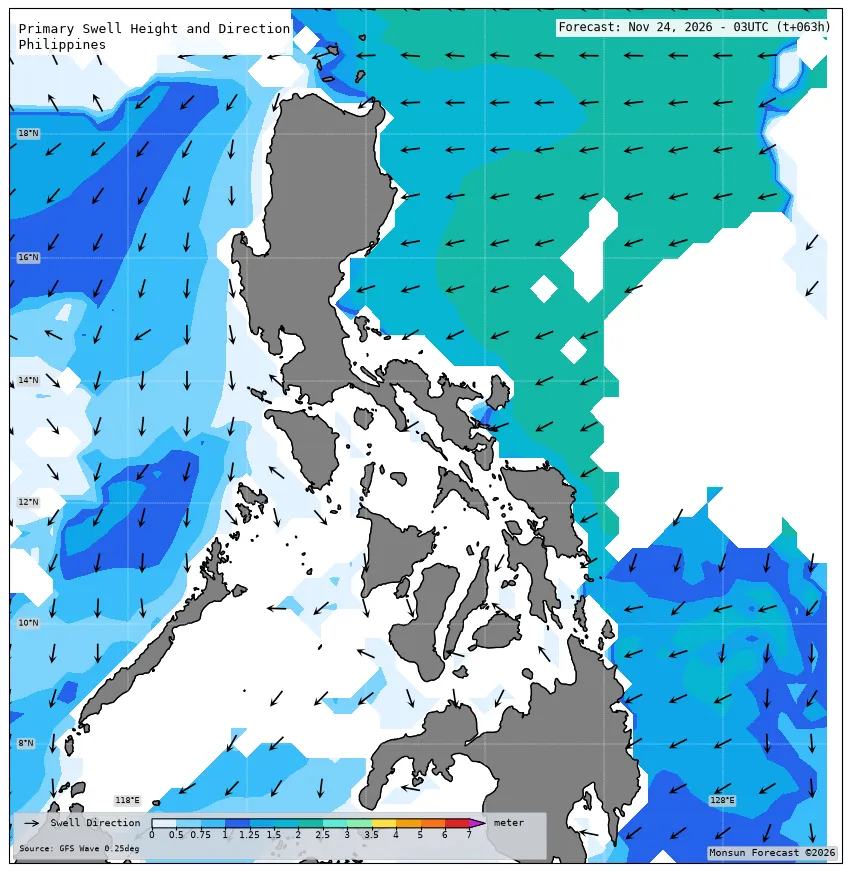 Primary Swell Height and Direction
Philippines
Forecast: Nov 24, 2026 - 03UTC (t+063h)
18°N
16°N
14°N
12°N
10°N
8°N
118°E
128°E
Swell Direction
0 0.5 0.75 1 1.25 1.5 2 2.5 3 3.5 4 5 6 7
meter
Source: GFS Wave 0.25deg
Monsun Forecast ©2026